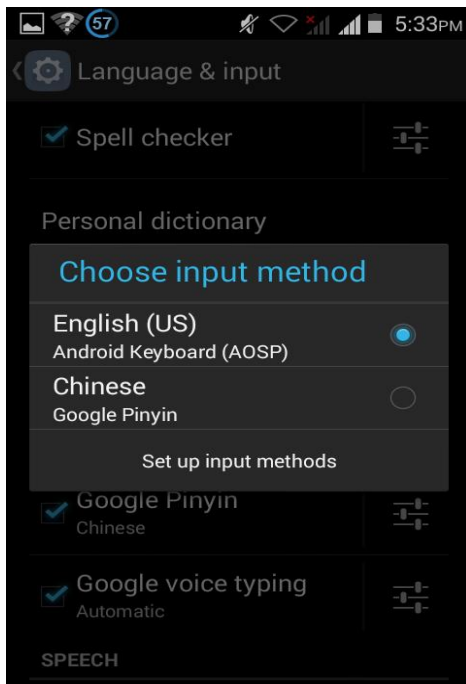 57
5:33PM
Language & input
Spell checker
Personal dictionary
Choose input method
English (US)
Android Keyboard (AOSP)
Chinese
Google Pinyin
Set up input methods
Google Pinyin
Chinese
Google voice typing
Automatic
SPEECH